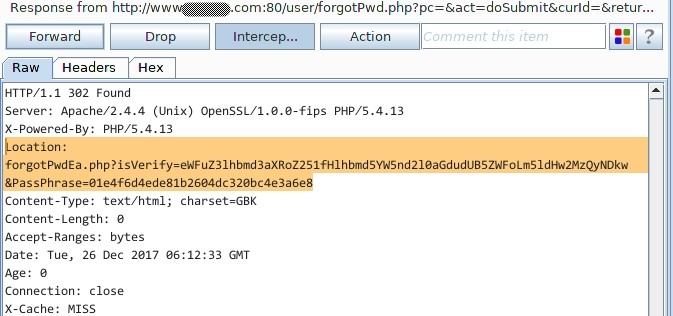 Response from http://www.com:80/user/forgotPwd.php?pc=&act=doSubmit&curId=&retur...
Forward Drop Intercep... Action Comment this item ?
Raw Headers Hex
HTTP/1.1 302 Found
Server: Apache/2.4.4 (Unix) OpenSSL/1.0.0-fips PHP/5.4.13
X-Powered-By: PHP/5.4.13
Location:
forgotPwdEa.php?isVerify=eWFuZ3lhbmd3aXRoZ251fHlhbmd5YW5nd2l0aGdudUB5ZWFoLm5ldHw2MzQyNDkw
&PassPhrase=01e4f6d4ede81b2604dc320bc4e3a6e8
Content-Type: text/html; charset=GBK
Content-Length: 0
Accept-Ranges: bytes
Date: Tue, 26 Dec 2017 06:12:33 GMT
Age: 0
Connection: close
X-Cache: MISS